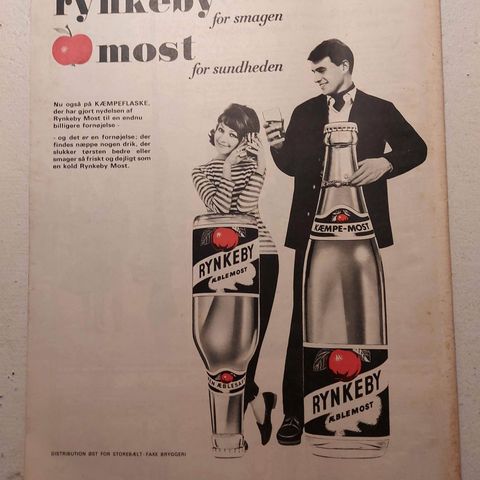 rynkeby
for smagen
most
for sundheden
Nu også på KÆMPEFLASKE,
der har gjort nydelsen af
Rynkeby Most til en endnu
billigere fornøjelse -
- og det er en fornøjelse; der
findes næppe nogen drik, der
slukker tørsten bedre eller
smager så friskt og dejligt som
en kold Rynkeby Most.
KÆMPE-MOST
RYNKEBY
ÆBLEMOST
RYNKEBY
ÆBLEMOST
DISTRIBUTION ØST FOR STOREBÆLT: FAXE BRYGGERI